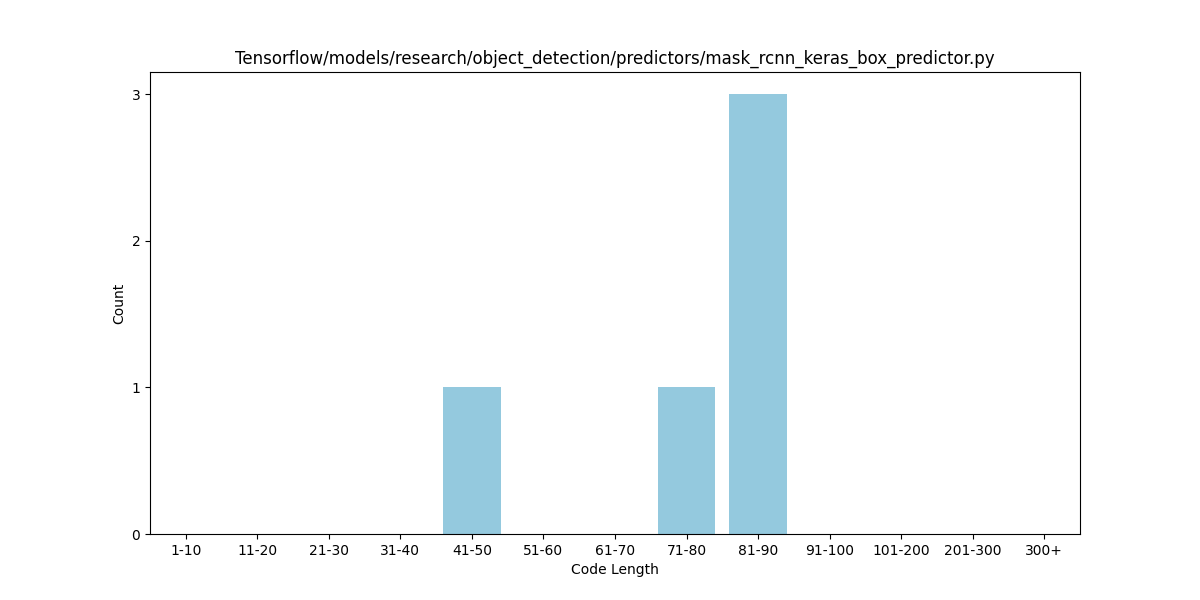 Tensorflow/models/research/object_detection/predictors/mask_rcnn_keras_box_predictor.py
3
2
1
0
Count
1-10 11-20 21-30 31-40 41-50 51-60 61-70 71-80 81-90 91-100 101-200 201-300 300+
Code Length